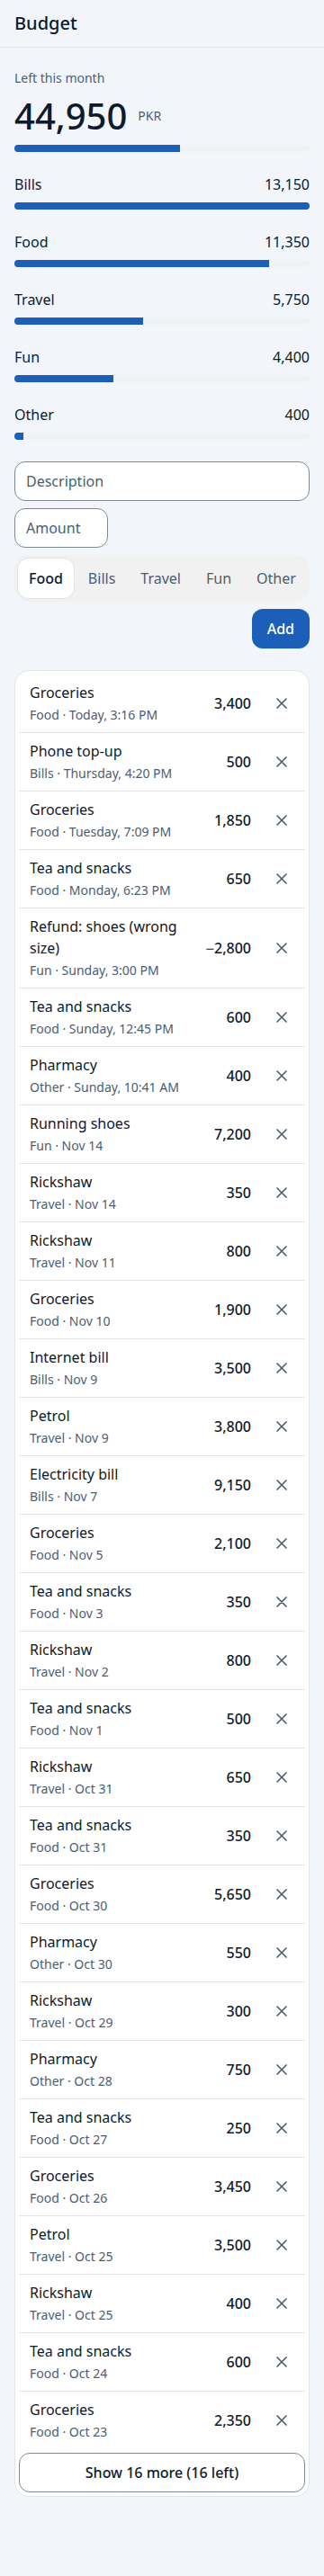 Budget
Left this month
44,950 PKR
Bills 13,150
Food 11,350
Travel 5,750
Fun 4,400
Other 400
Description
Amount
Food Bills Travel Fun Other
Add
Groceries
Food · Today, 3:16 PM
3,400
Phone top-up
Bills · Thursday, 4:20 PM
500
Groceries
Food · Tuesday, 7:09 PM
1,850
Tea and snacks
Food · Monday, 6:23 PM
650
Refund: shoes (wrong
size)
Fun · Sunday, 3:00 PM
−2,800
Tea and snacks
Food · Sunday, 12:45 PM
600
Pharmacy
Other · Sunday, 10:41 AM
400
Running shoes
Fun · Nov 14
7,200
Rickshaw
Travel · Nov 14
350
Rickshaw
Travel · Nov 11
800
Groceries
Food · Nov 10
1,900
Internet bill
Bills · Nov 9
3,500
Petrol
Travel · Nov 9
3,800
Electricity bill
Bills · Nov 7
9,150
Groceries
Food · Nov 5
2,100
Tea and snacks
Food · Nov 3
350
Rickshaw
Travel · Nov 2
800
Tea and snacks
Food · Nov 1
500
Rickshaw
Travel · Oct 31
650
Tea and snacks
Food · Oct 31
350
Groceries
Food · Oct 30
5,650
Pharmacy
Other · Oct 30
550
Rickshaw
Travel · Oct 29
300
Pharmacy
Other · Oct 28
750
Tea and snacks
Food · Oct 27
250
Groceries
Food · Oct 26
3,450
Petrol
Travel · Oct 25
3,500
Rickshaw
Travel · Oct 25
400
Tea and snacks
Food · Oct 24
600
Groceries
Food · Oct 23
2,350
Show 16 more (16 left)